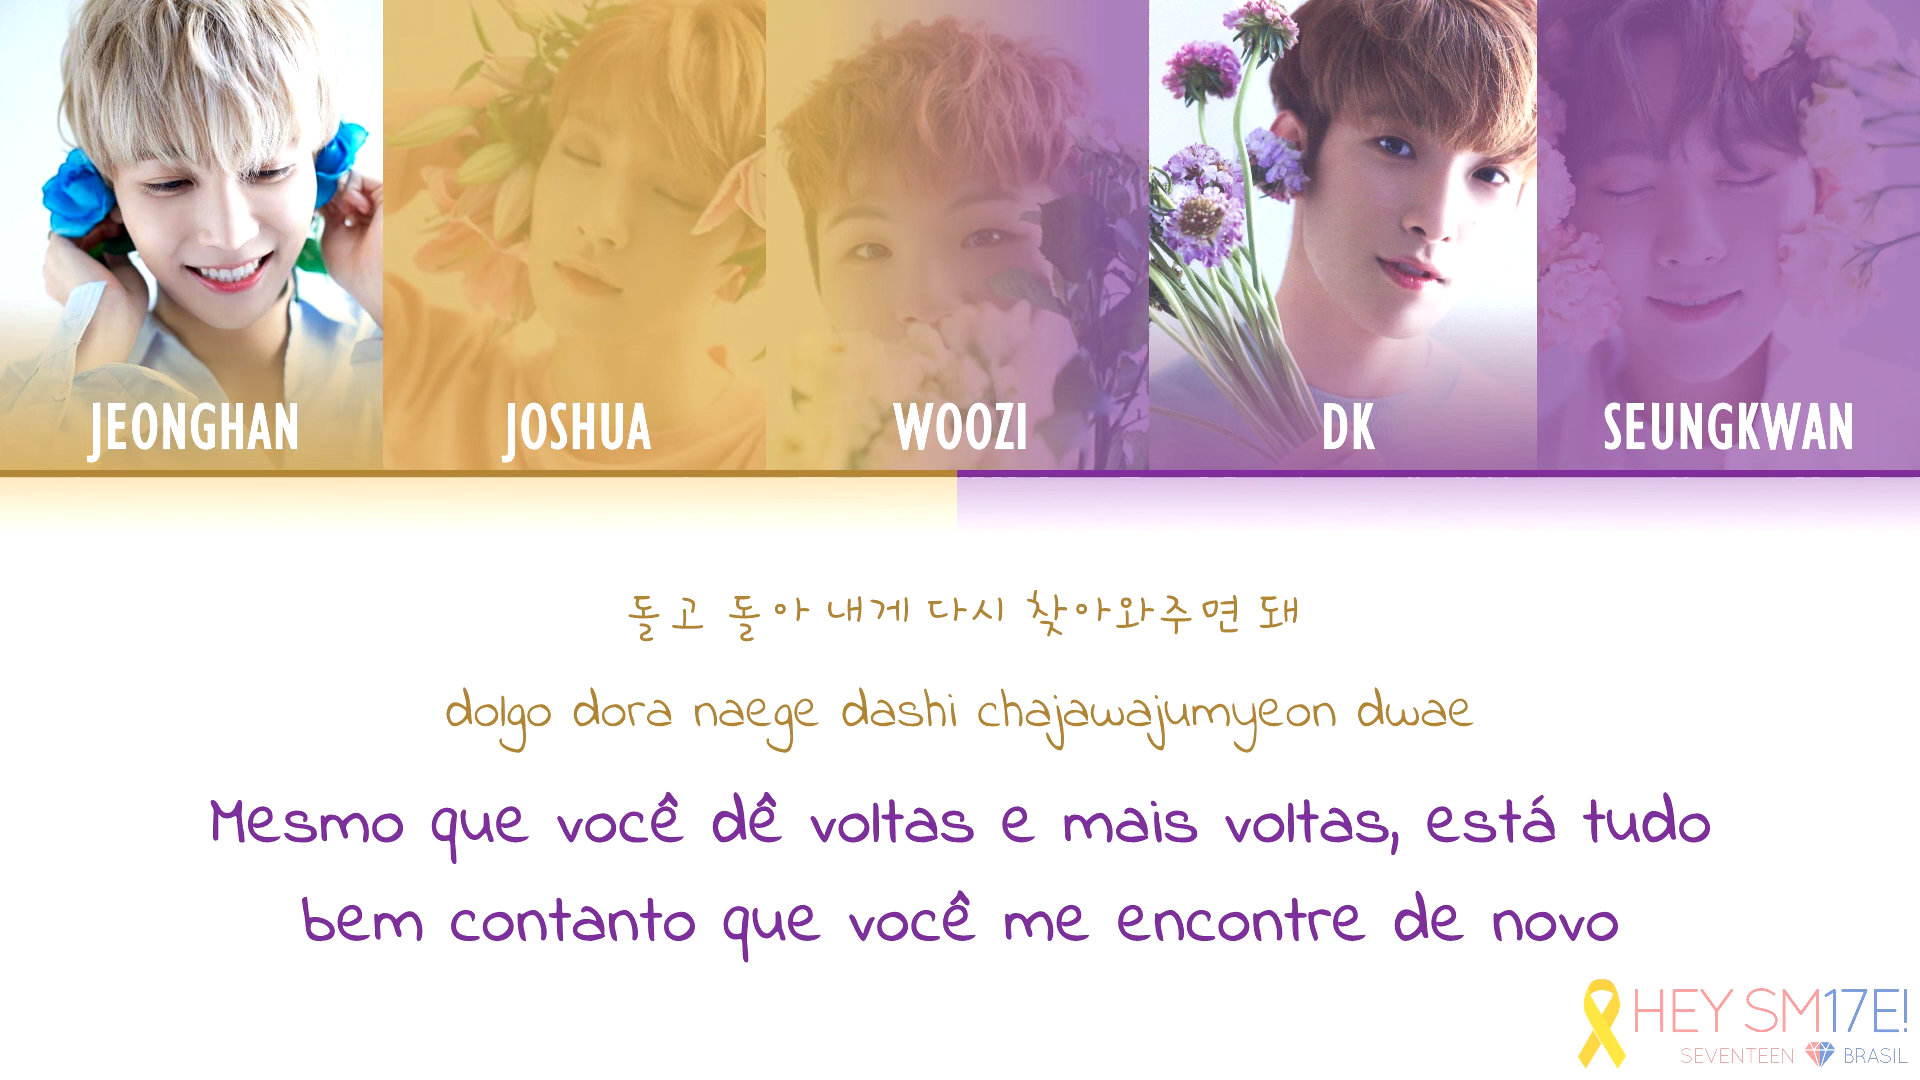 JEONGHAN
JOSHUA
WOOZI
DK
SEUNGKWAN
돌고 돌아 내게 다시 찾아와주면 돼
dolgo dora naege dashi chajawajumyeon dwae
Mesmo que você dê voltas e mais voltas, está tudo
bem contanto que você me encontre de novo
HEY SM17E!
SEVENTEEN BRASIL